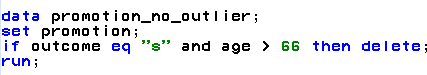 data promotion_no_outlier;
set promotion;
if outcome eq "s" and age > 66 then delete;
run;